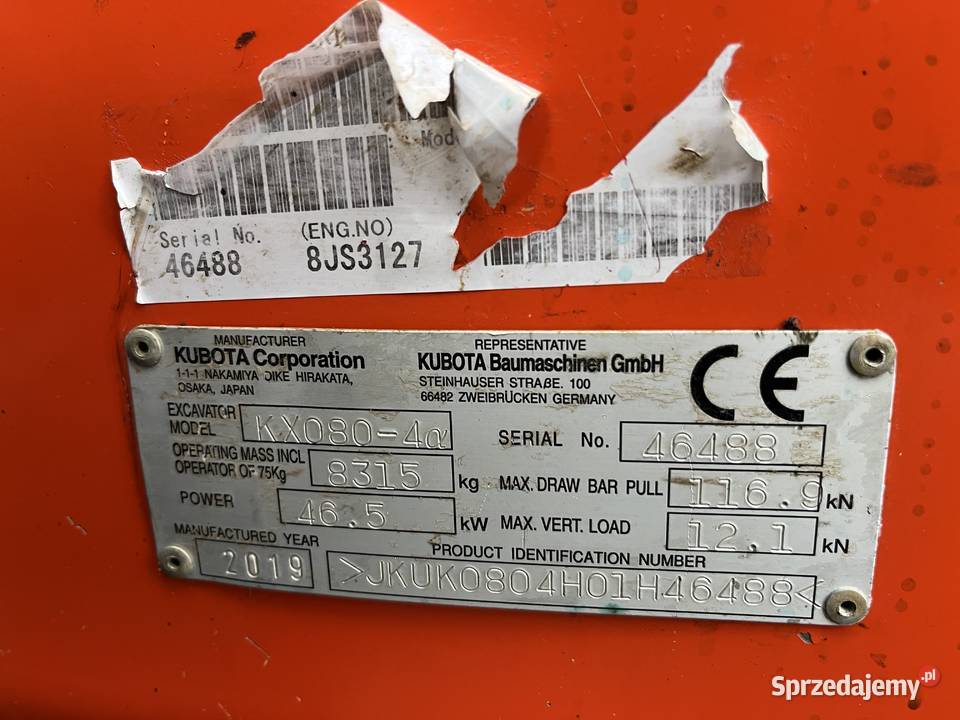 Serial No.
46488
(ENG.NO)
8JS3127
MANUFACTURER
KUBOTA Corporation
1-1-1 NAKAMIYA OIKE HIRAKATA,
OSAKA, JAPAN
REPRESENTATIVE
KUBOTA Baumaschinen GmbH
STEINHAUSER STRAßE. 100
66482 ZWEIBRÜCKEN GERMANY
CE
EXCAVATOR MODEL KX080-4α
SERIAL No. 46488
OPERATING MASS INCL
OPERATOR OF 75Kg 8315 kg
MAX. DRAW BAR PULL 116.9 kN
POWER 46.5 kW
MAX. VERT. LOAD 12.1 kN
MANUFACTURED YEAR
2019
PRODUCT IDENTIFICATION NUMBER
>JKUK0804H01H46488<
Sprzedajemy.pl